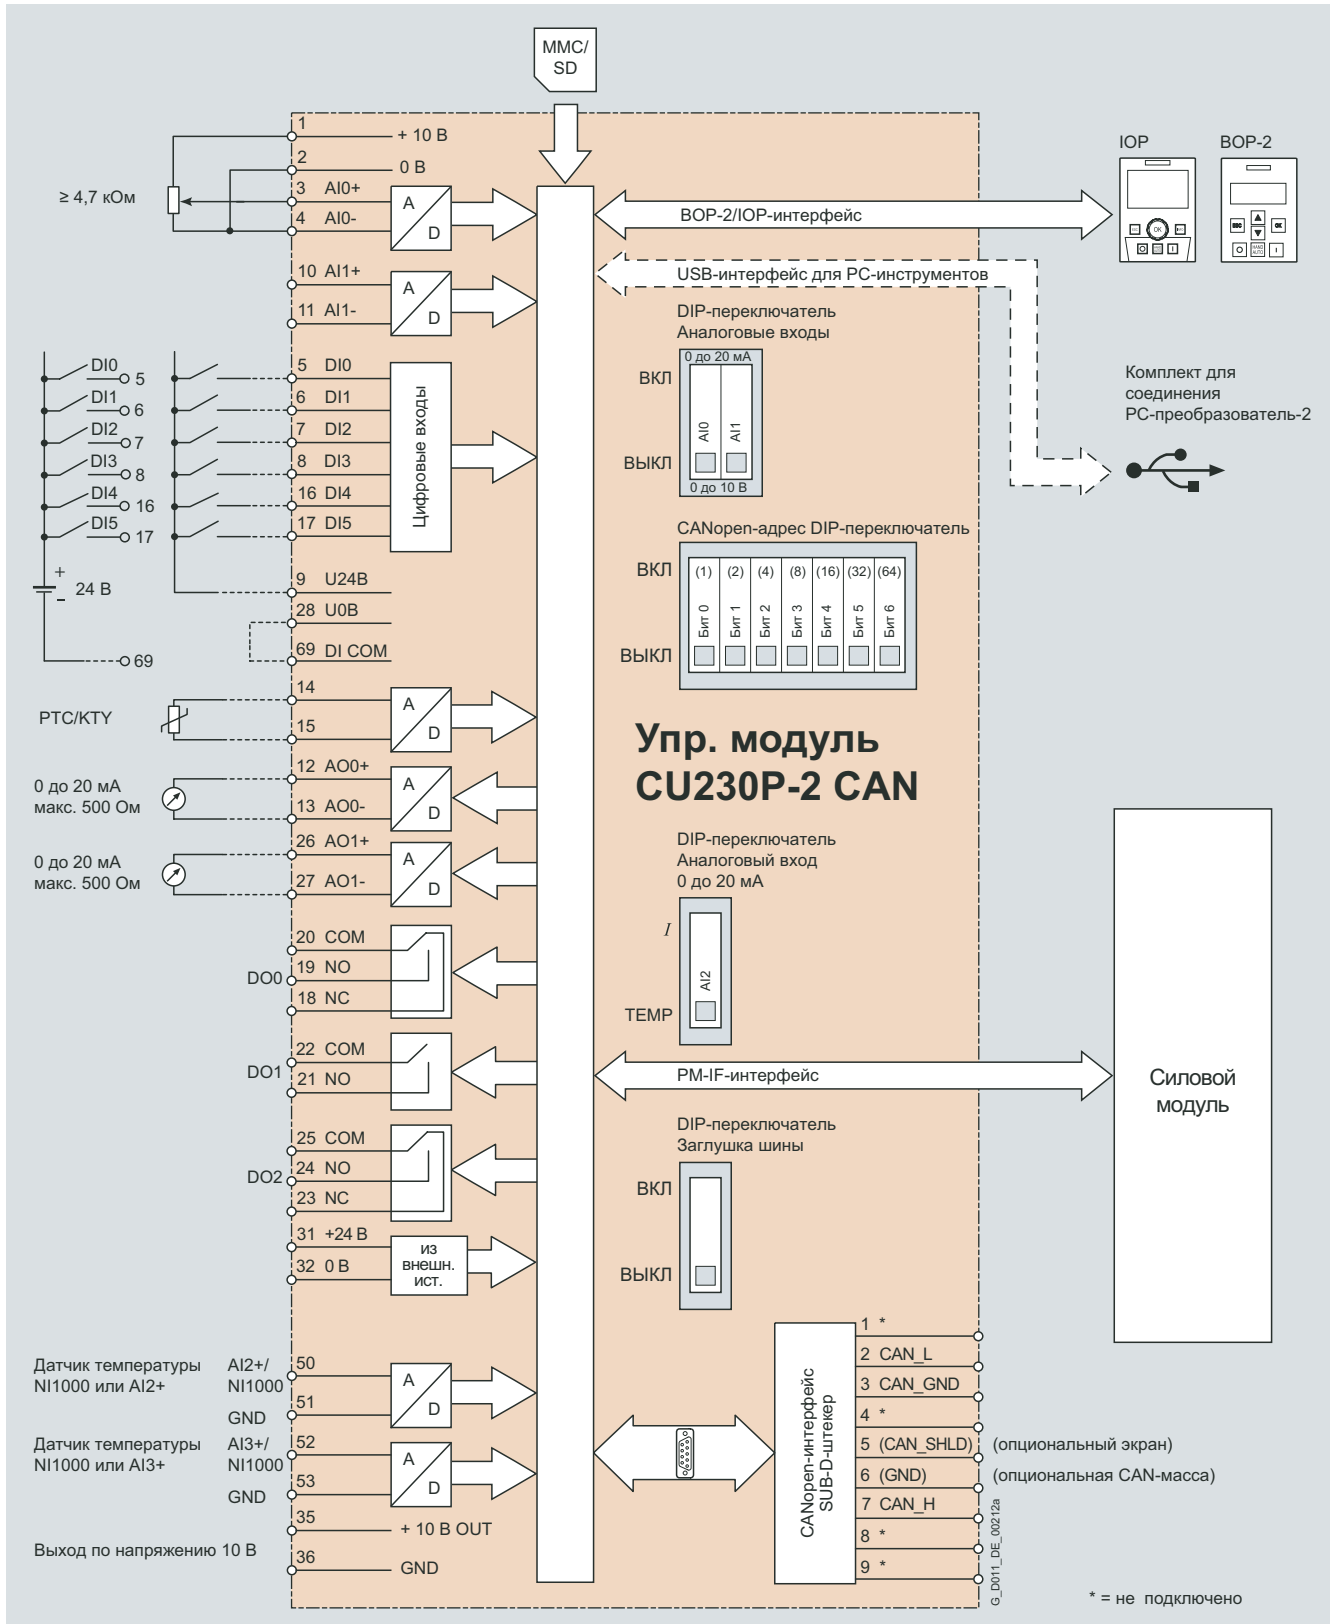 MMC/
SD
1
+ 10 В
2
0 В
≥ 4,7 кОм
3 AI0+
4 AI0-
A
D
10 AI1+
11 AI1-
A
D
DI0
5
DI1
6
DI2
7
DI3
8
DI4
16
DI5
17
+
24 В
-
69
5 DI0
6 DI1
7 DI2
8 DI3
16 DI4
17 DI5
Цифровые входы
9 U24В
28 U0В
69 DI COM
PTC/KTY
14
15
A
D
0 до 20 мА
макс. 500 Ом
12 AO0+
13 AO0-
A
D
0 до 20 мА
макс. 500 Ом
26 AO1+
27 AO1-
A
D
DO0
20 COM
19 NO
18 NC
DO1
22 COM
21 NO
DO2
25 COM
24 NO
23 NC
31 +24 В
32 0 В
из
внешн.
ист.
Датчик температуры
NI1000 или AI2+
AI2+/
NI1000
GND
50
51
A
D
Датчик температуры
NI1000 или AI3+
AI3+/
NI1000
GND
52
53
A
D
Выход по напряжению 10 В
35
+ 10 В OUT
36
GND
BOP-2/IOP-интерфейс
IOP
OK
BOP-2
ESC
OK
HAND
AUTO
USB-интерфейс для PC-инструментов
Комплект для
соединения
PC-преобразователь-2
DIP-переключатель
Аналоговые входы
0 до 20 мА
ВКЛ
AI0
AI1
ВЫКЛ
0 до 10 В
CANopen-адрес DIP-переключатель
ВКЛ
(1) (2) (4) (8) (16) (32) (64)
Бит 0
Бит 1
Бит 2
Бит 3
Бит 4
Бит 5
Бит 6
ВЫКЛ
Упр. модуль
CU230P-2 CAN
DIP-переключатель
Аналоговый вход
0 до 20 мА
I
AI2
TEMP
PM-IF-интерфейс
Силовой
модуль
DIP-переключатель
Заглушка шины
ВКЛ
ВЫКЛ
CANopen-интерфейс
SUB-D-штекер
1 *
2 CAN_L
3 CAN_GND
4 *
5 (CAN_SHLD)
(опциональный экран)
6 (GND)
(опциональная CAN-масса)
7 CAN_H
8 *
9 *
G_D011_DE_00212a
* = не подключено